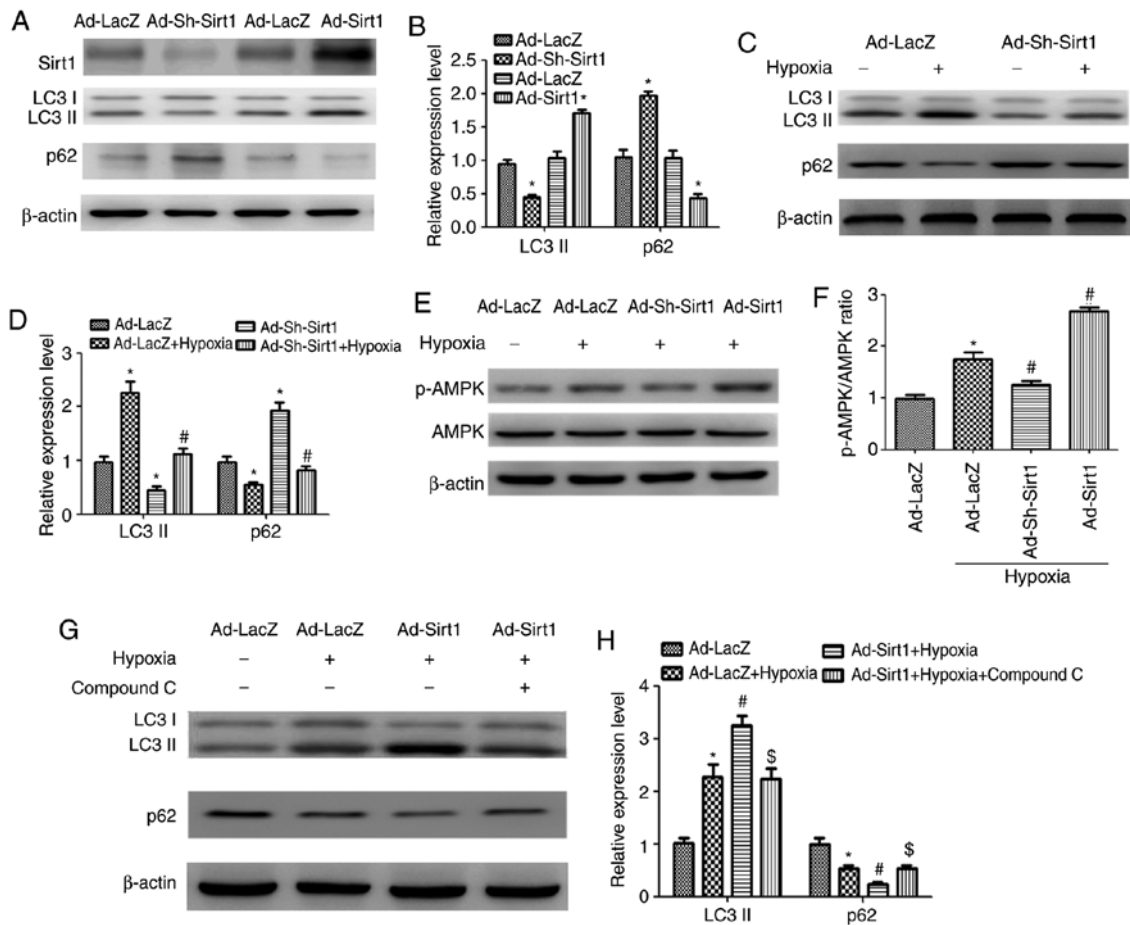 A
Ad-LacZ Ad-Sh-Sirt1 Ad-LacZ Ad-Sirt1
Sirt1
LC3 I
LC3 II
p62
β-actin
B
Ad-LacZ
Ad-Sh-Sirt1
Ad-LacZ
Ad-Sirt1
Relative expression level
2.5
2.0
1.5
1.0
0.5
0.0
* * * *
LC3 II p62
C
Ad-LacZ Ad-Sh-Sirt1
Hypoxia − + − +
LC3 I
LC3 II
p62
β-actin
D
Ad-LacZ Ad-Sh-Sirt1
Ad-LacZ+Hypoxia Ad-Sh-Sirt1+Hypoxia
Relative expression level
3
2
1
0
* * # * * #
LC3 II p62
E
Ad-LacZ Ad-LacZ Ad-Sh-Sirt1 Ad-Sirt1
Hypoxia − + + +
p-AMPK
AMPK
β-actin
F
p-AMPK/AMPK ratio
3
2
1
0
* # #
Ad-LacZ Ad-LacZ Ad-Sh-Sirt1 Ad-Sirt1
Hypoxia
G
Ad-LacZ Ad-LacZ Ad-Sirt1 Ad-Sirt1
Hypoxia − + + +
Compound C − − − +
LC3 I
LC3 II
p62
β-actin
H
Ad-LacZ Ad-Sirt1+Hypoxia
Ad-LacZ+Hypoxia Ad-Sirt1+Hypoxia+Compound C
Relative expression level
4
3
2
1
0
* # $ * # $
LC3 II p62